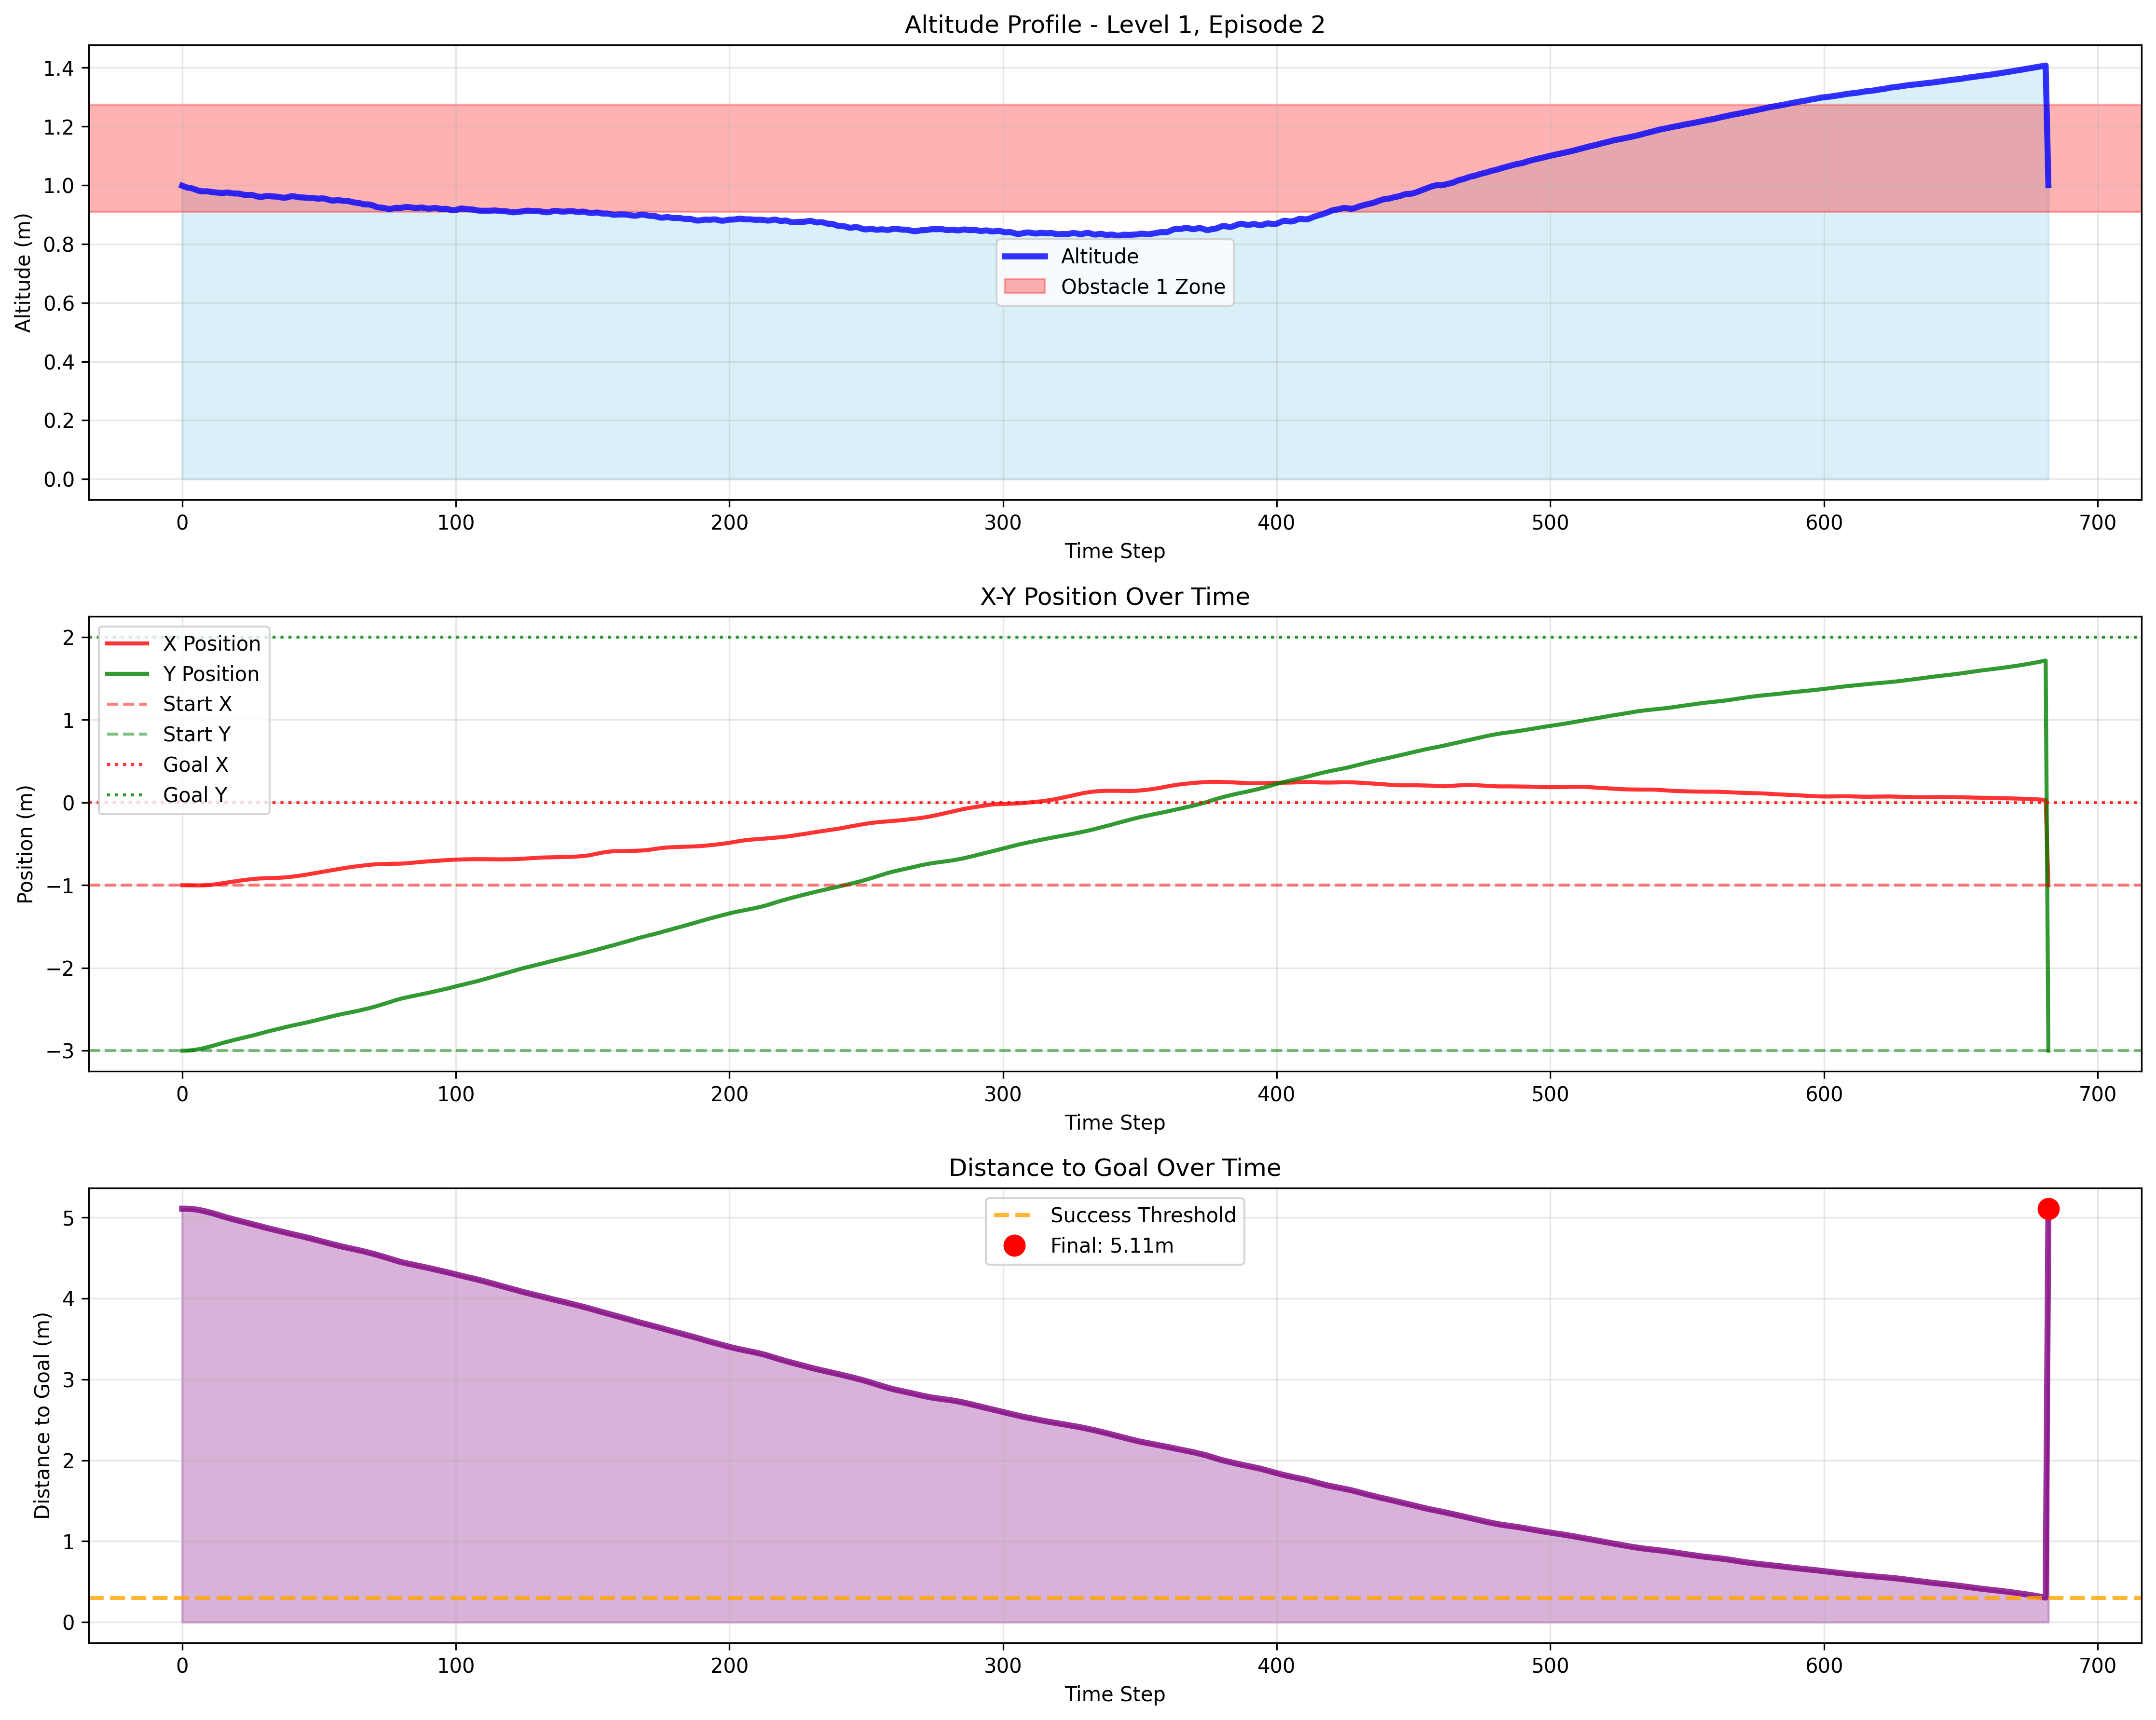 Altitude Profile - Level 1, Episode 2
Altitude (m)
1.4
1.2
1.0
0.8
0.6
0.4
0.2
0.0
Altitude
Obstacle 1 Zone
0 100 200 300 400 500 600 700
Time Step
X-Y Position Over Time
Position (m)
2
1
0
−1
−2
−3
X Position
Y Position
Start X
Start Y
Goal X
Goal Y
0 100 200 300 400 500 600 700
Time Step
Distance to Goal Over Time
Distance to Goal (m)
5
4
3
2
1
0
Success Threshold
Final: 5.11m
0 100 200 300 400 500 600 700
Time Step